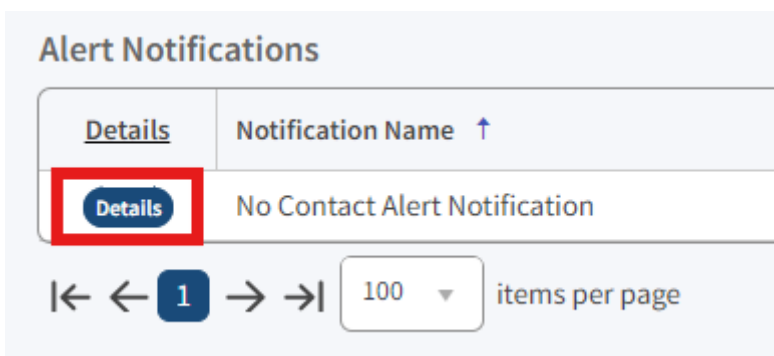 Alert Notifications
Details Notification Name ↑
Details No Contact Alert Notification
1 100 items per page